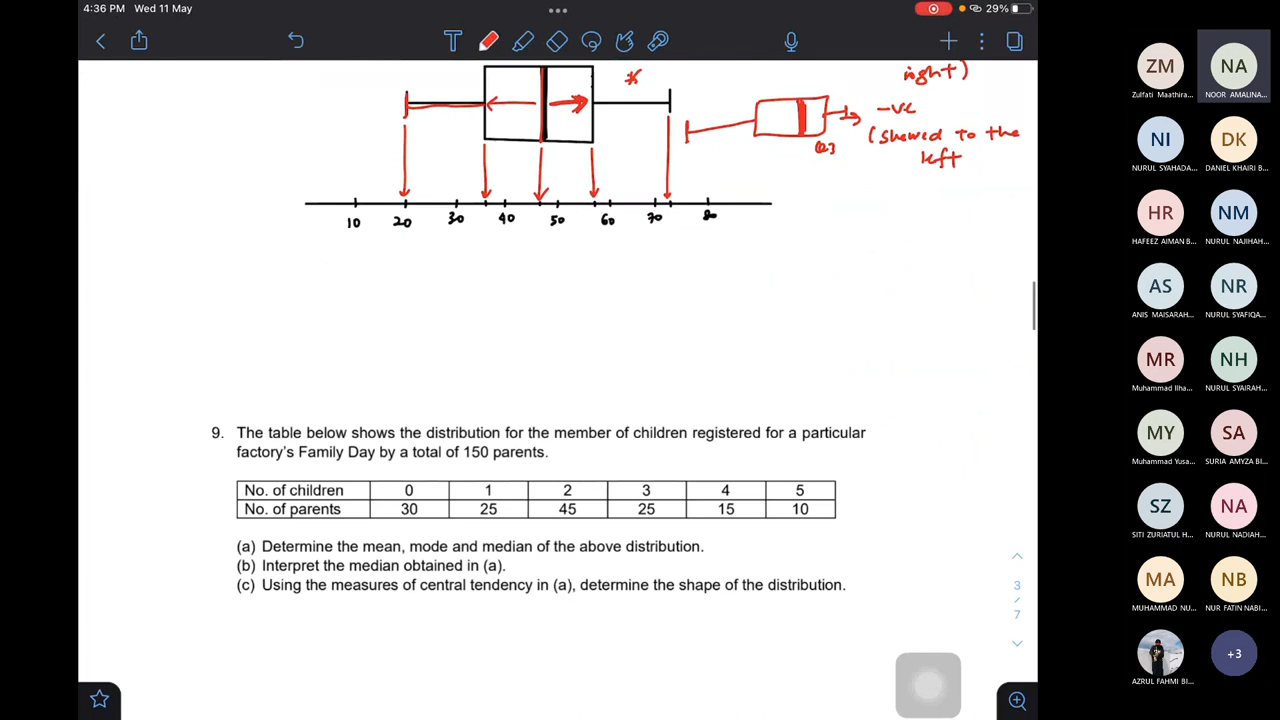 4:36 PM Wed 11 May
29%
right)
*
-ve
(skewed to the
left
10 20 30 40 50 60 70 80
9. The table below shows the distribution for the member of children registered for a particular
factory's Family Day by a total of 150 parents.
No. of children 0 1 2 3 4 5
No. of parents 30 25 45 25 15 10
(a) Determine the mean, mode and median of the above distribution.
(b) Interpret the median obtained in (a).
(c) Using the measures of central tendency in (a), determine the shape of the distribution.
3
7
ZM
Zulfati Maathira...
NA
NOOR AMALINA...
NI
NURUL SYAHADA...
DK
DANIEL KHAIRI B...
HR
HAFEEZ AIMAN B...
NM
NURUL NAJIHAH...
AS
ANIS MAISARAH...
NR
NURUL SYAFIQA...
MR
Muhammad Ilha...
NH
NURUL SYAIRAH...
MY
Muhammad Yusa...
SA
SURIA AMYZA BI...
SZ
SITI ZURIATUL H...
NA
NURUL NADIAH...
MA
MUHAMMAD NU...
NB
NUR FATIN NABI...
AZRUL FAHMI BI...
+3